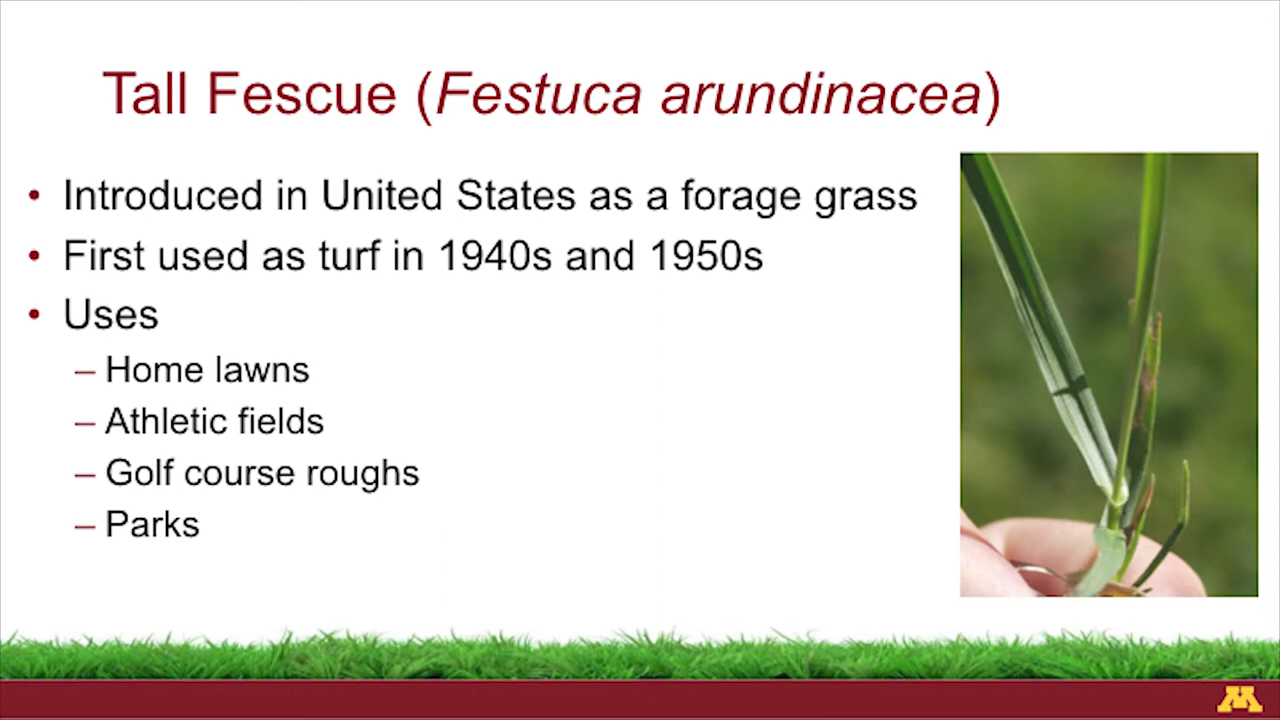 Tall Fescue (Festuca arundinacea)
• Introduced in United States as a forage grass
• First used as turf in 1940s and 1950s
• Uses
– Home lawns
– Athletic fields
– Golf course roughs
– Parks
M